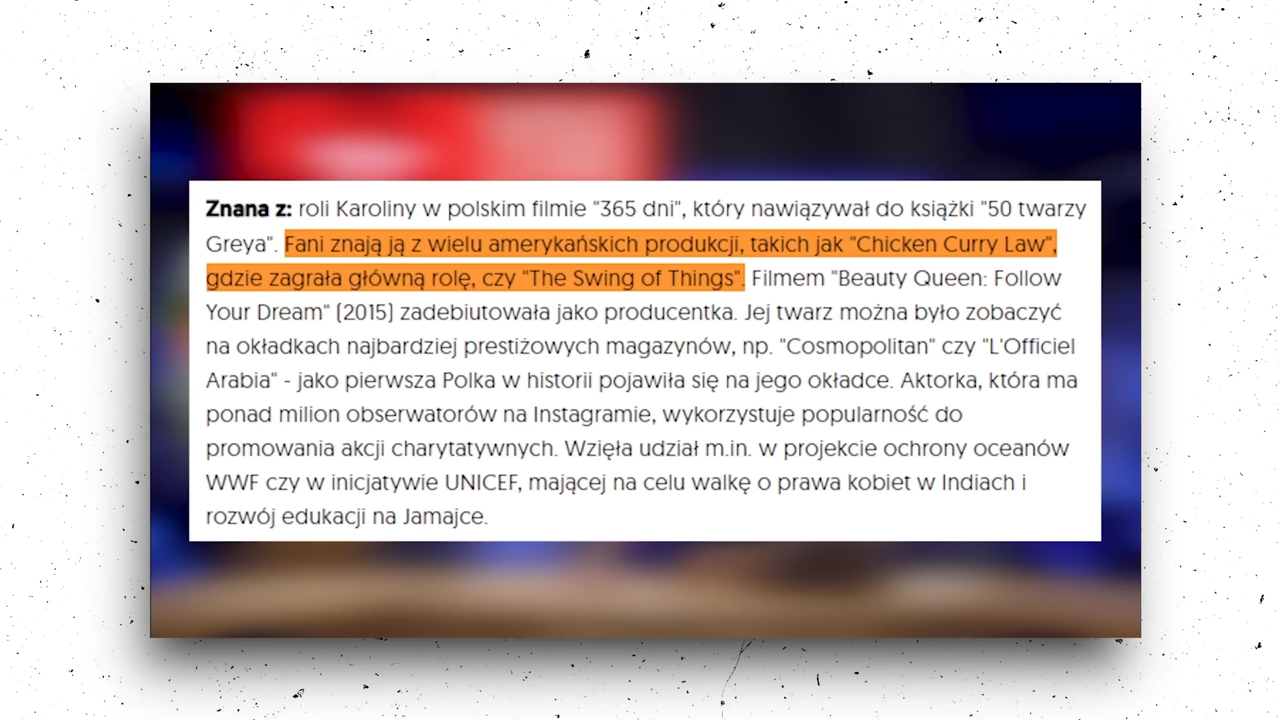 Znana z: roli Karoliny w polskim filmie "365 dni", który nawiązywał do książki "50 twarzy
Greya". Fani znają ją z wielu amerykańskich produkcji, takich jak "Chicken Curry Law",
gdzie zagrała główną rolę, czy "The Swing of Things". Filmem "Beauty Queen: Follow
Your Dream" (2015) zadebiutowała jako producentka. Jej twarz można było zobaczyć
na okładkach najbardziej prestiżowych magazynów, np. "Cosmopolitan" czy "L'Officiel
Arabia" - jako pierwsza Polka w historii pojawiła się na jego okładce. Aktorka, która ma
ponad milion obserwatorów na Instagramie, wykorzystuje popularność do
promowania akcji charytatywnych. Wzięła udział m.in. w projekcie ochrony oceanów
WWF czy w inicjatywie UNICEF, mającej na celu walkę o prawa kobiet w Indiach i
rozwój edukacji na Jamajce.